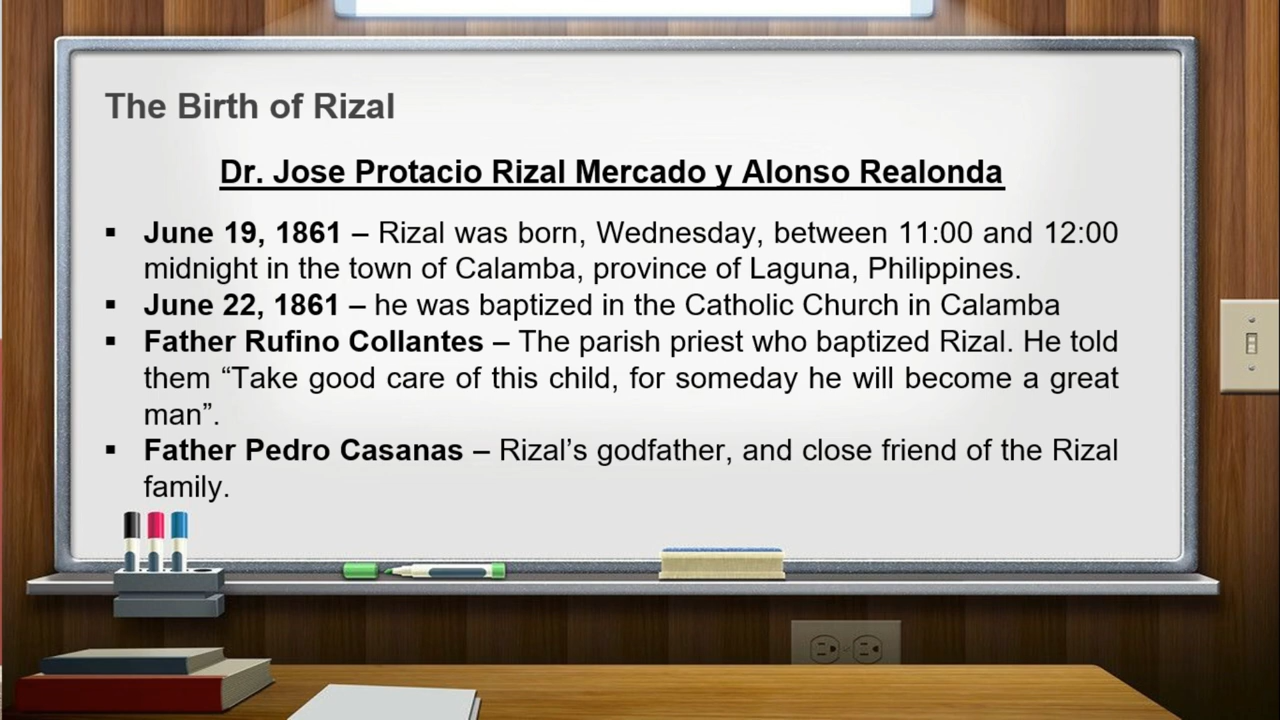 The Birth of Rizal
Dr. Jose Protacio Rizal Mercado y Alonso Realonda
▪ June 19, 1861 – Rizal was born, Wednesday, between 11:00 and 12:00
midnight in the town of Calamba, province of Laguna, Philippines.
▪ June 22, 1861 – he was baptized in the Catholic Church in Calamba
▪ Father Rufino Collantes – The parish priest who baptized Rizal. He told
them “Take good care of this child, for someday he will become a great
man”.
▪ Father Pedro Casanas – Rizal’s godfather, and close friend of the Rizal
family.